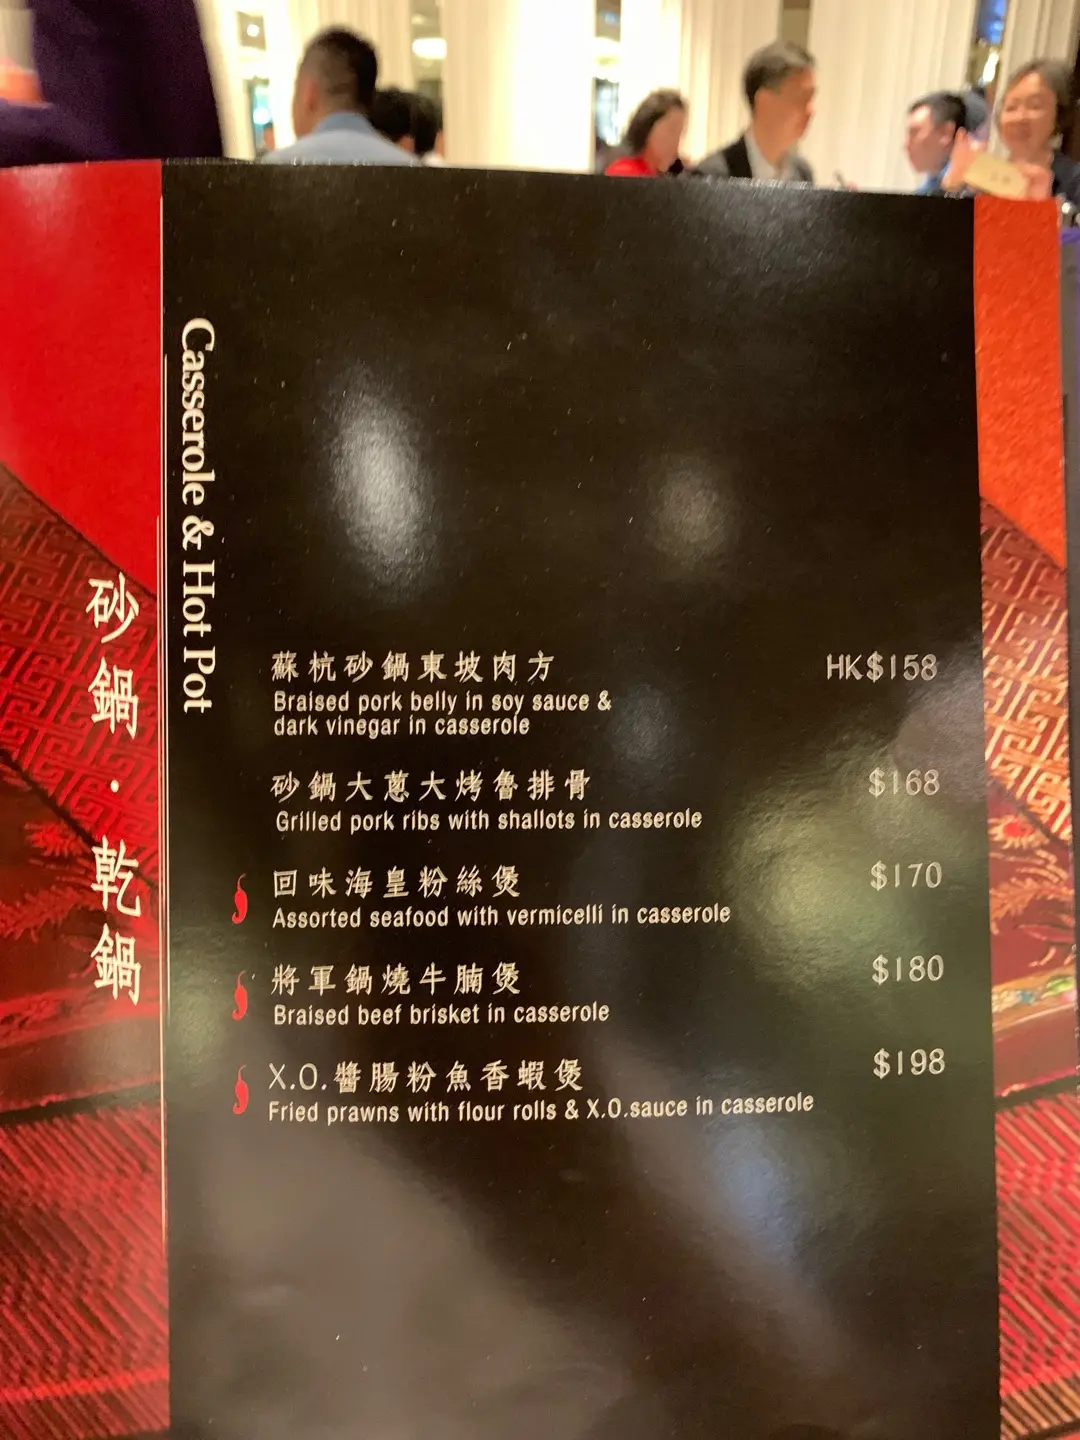 Casserole & Hot Pot
砂鍋·乾鍋
蘇杭砂鍋東坡肉方 HK$158
Braised pork belly in soy sauce &
dark vinegar in casserole
砂鍋大蔥大烤魯排骨 $168
Grilled pork ribs with shallots in casserole
回味海皇粉絲煲 $170
Assorted seafood with vermicelli in casserole
將軍鍋燒牛腩煲 $180
Braised beef brisket in casserole
X.O.醬腸粉魚香蝦煲 $198
Fried prawns with flour rolls & X.O.sauce in casserole